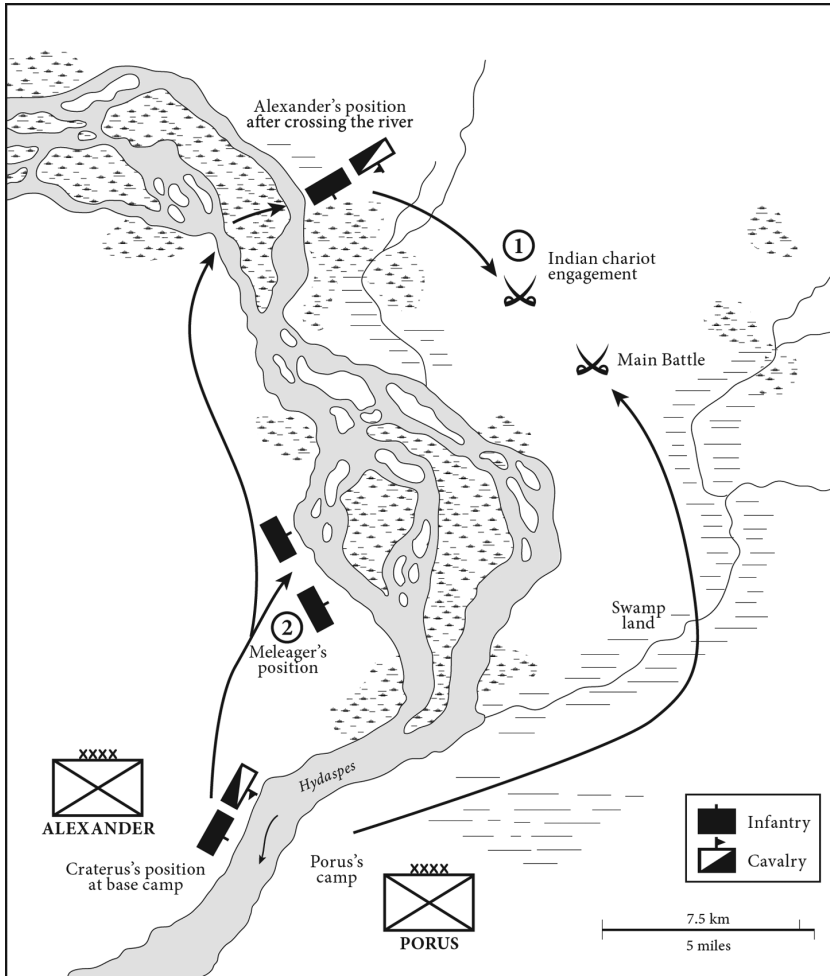 Alexander's position
after crossing the river
1
Indian chariot
engagement
Main Battle
2
Meleager's
position
Swamp
land
XXXX
ALEXANDER
Hydaspes
Craterus's position
at base camp
Porus's
camp
XXXX
PORUS
Infantry
Cavalry
7.5 km
5 miles